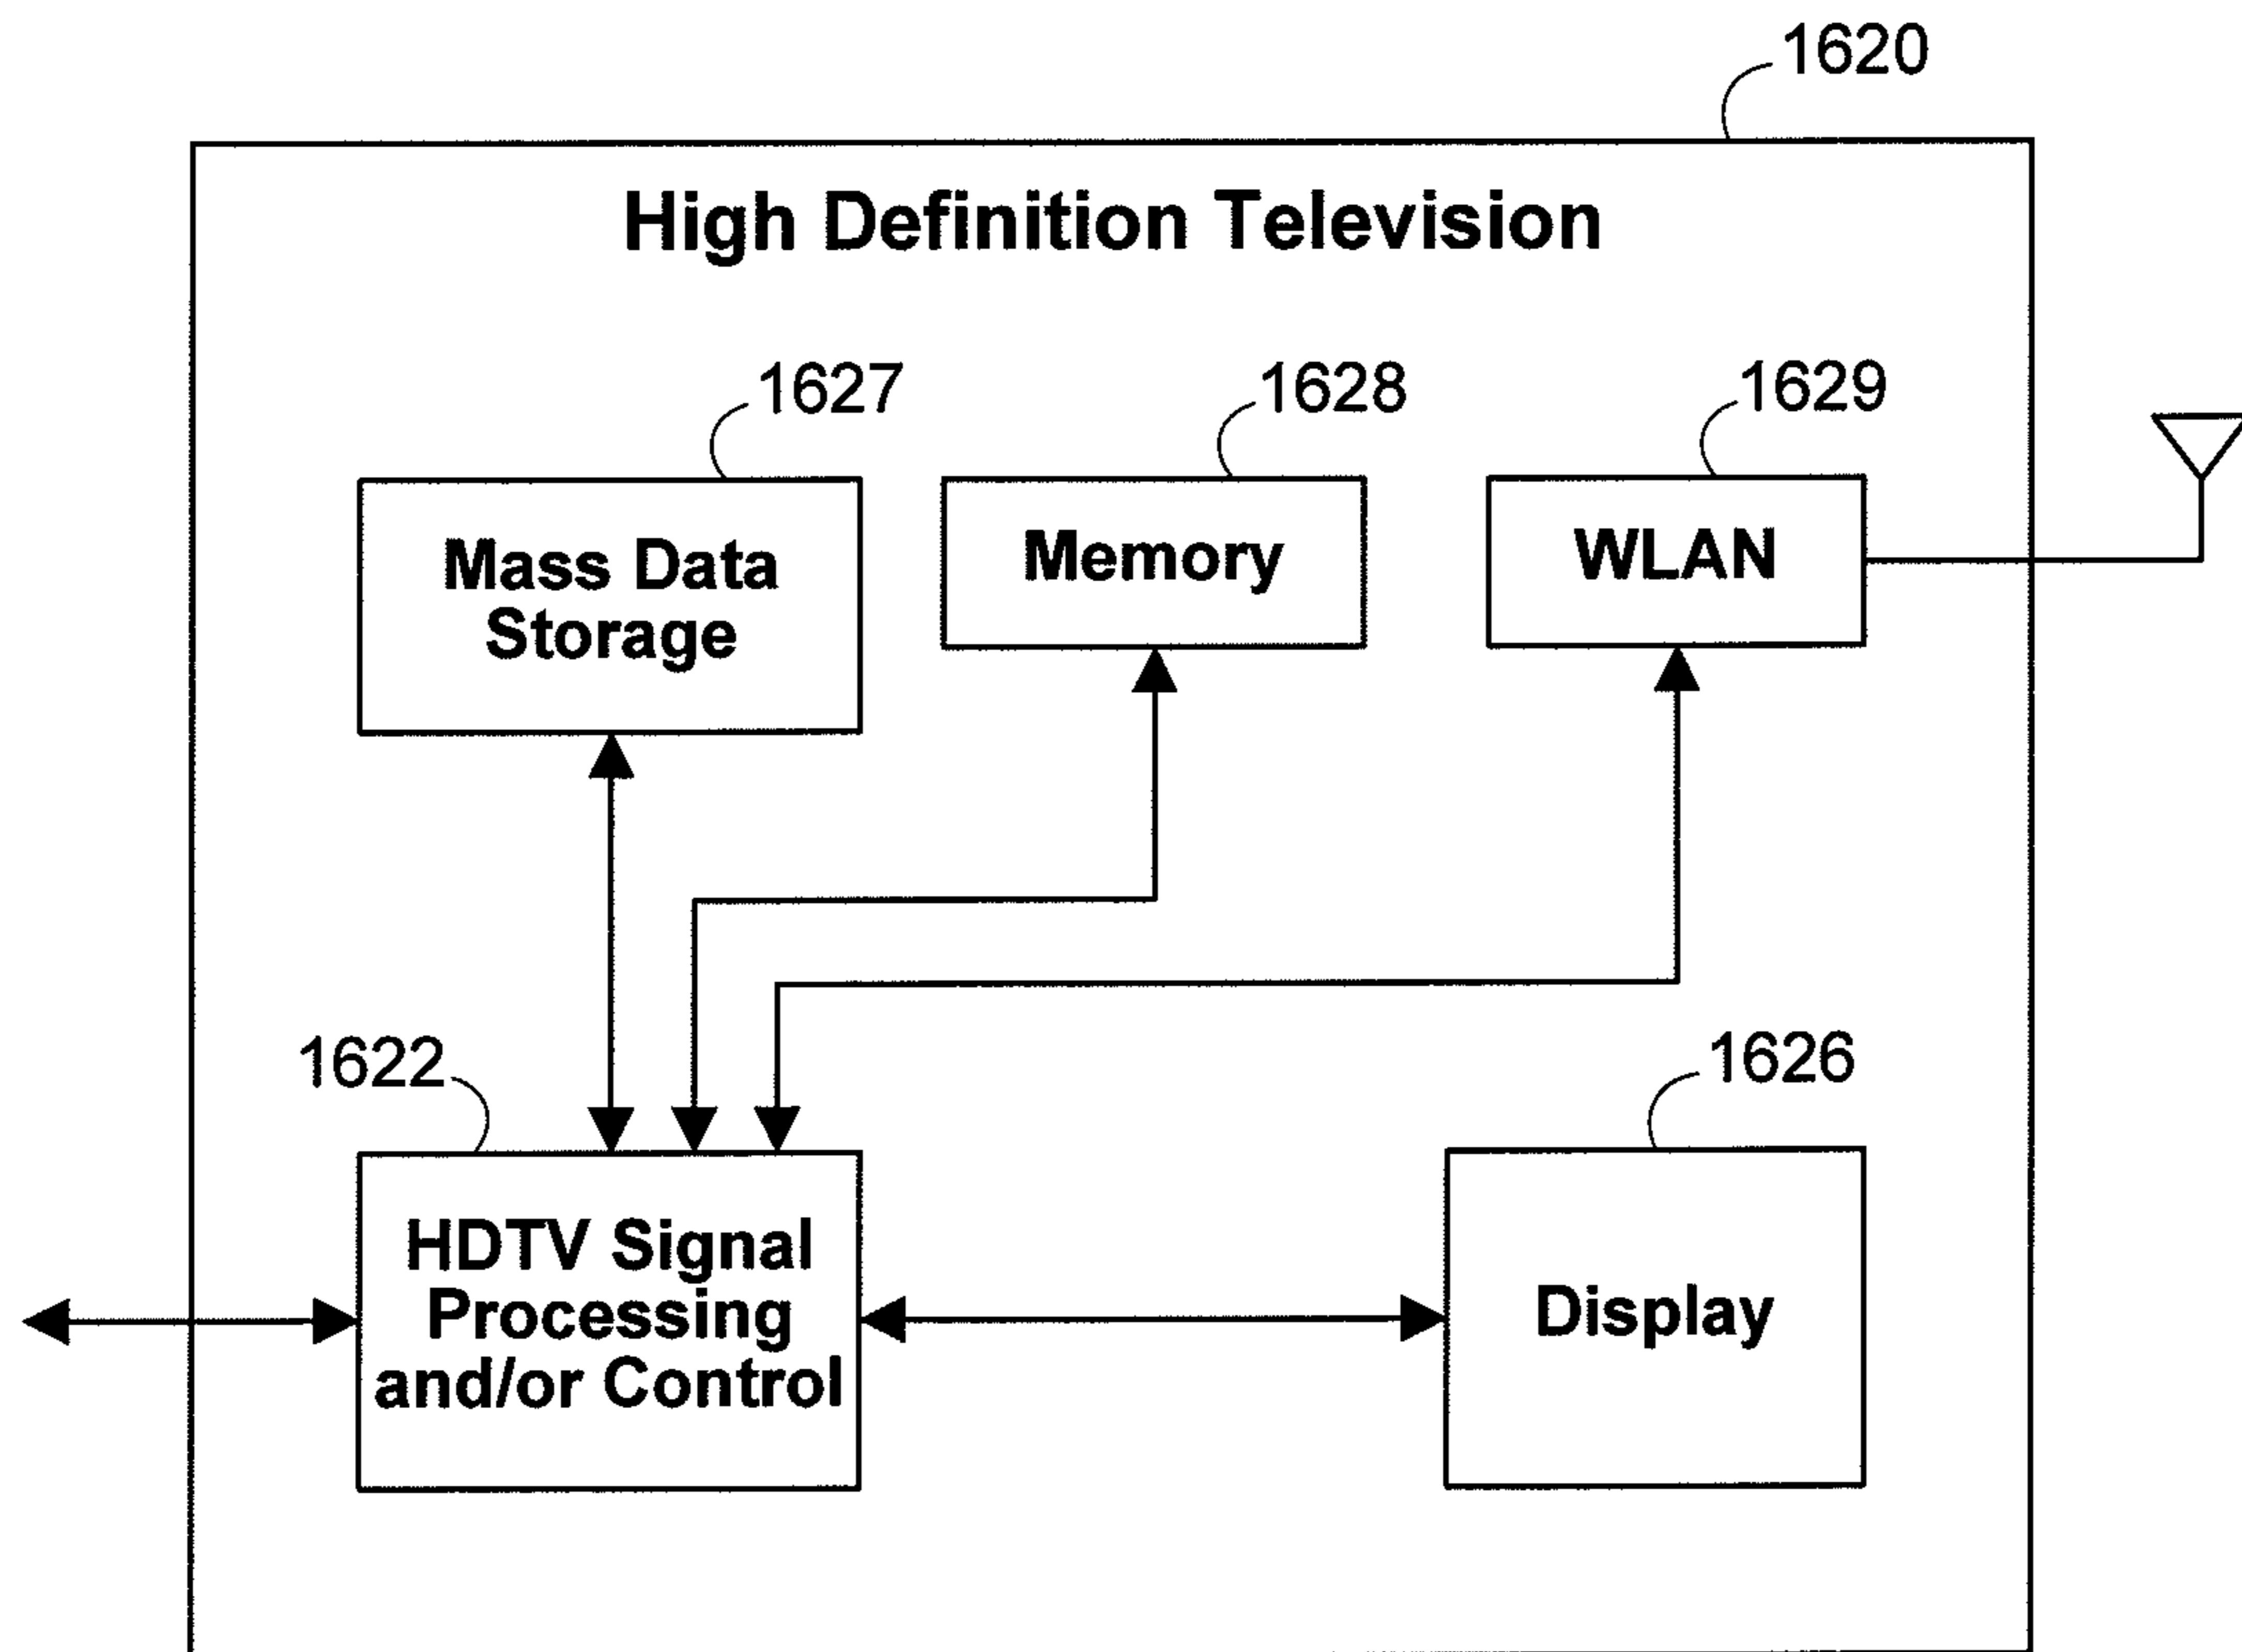 1620
High Definition Television
1627
1628
1629
Mass Data
Storage
Memory
WLAN
1622
1626
HDTV Signal
Processing
and/or Control
Display